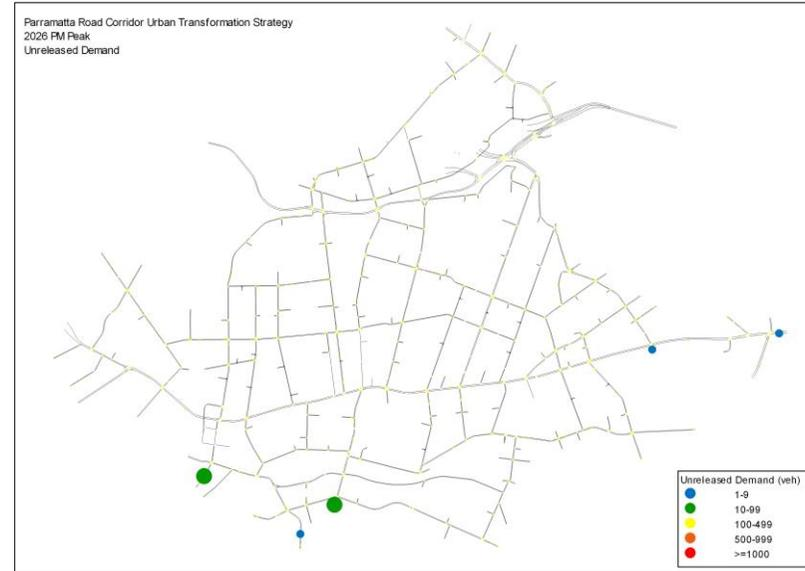 Parramatta Road Corridor Urban Transformation Strategy
2026 PM Peak
Unreleased Demand
Unreleased Demand (veh)
1-9
10-99
100-499
500-999
>=1000